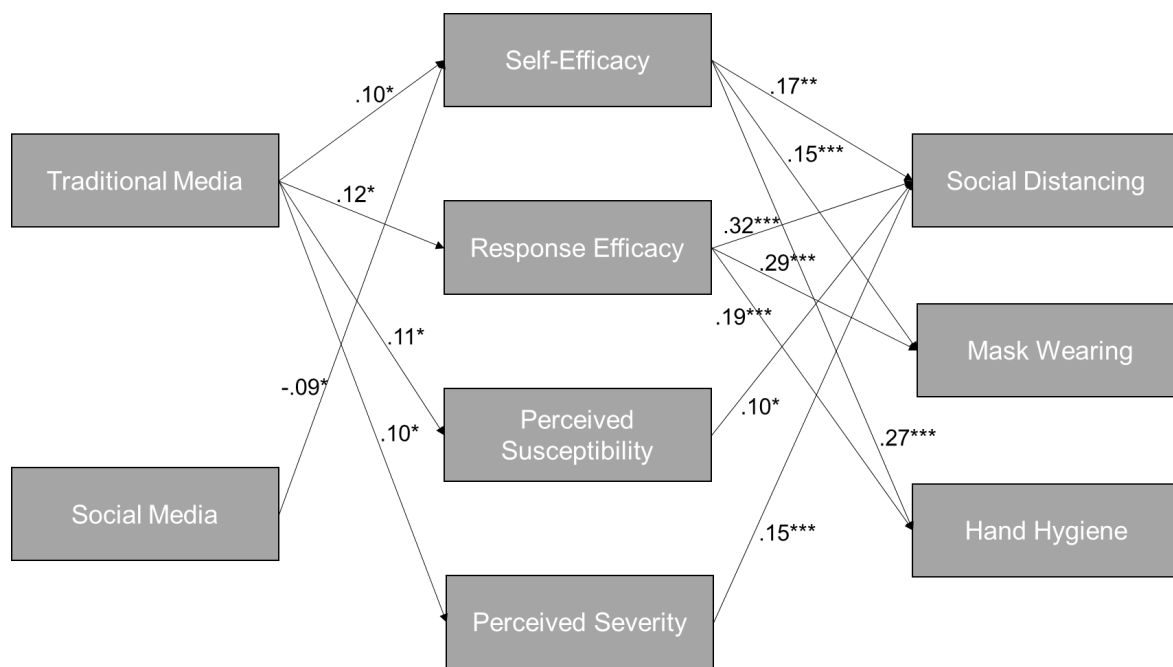 Self-Efficacy
.17**
.10*
Traditional Media
.15***
Social Distancing
.12*
Response Efficacy
.32***
.29***
.19***
.11*
Mask Wearing
-.09*
Perceived
Susceptibility
.10*
.10*
.27***
Social Media
Hand Hygiene
.15***
Perceived Severity